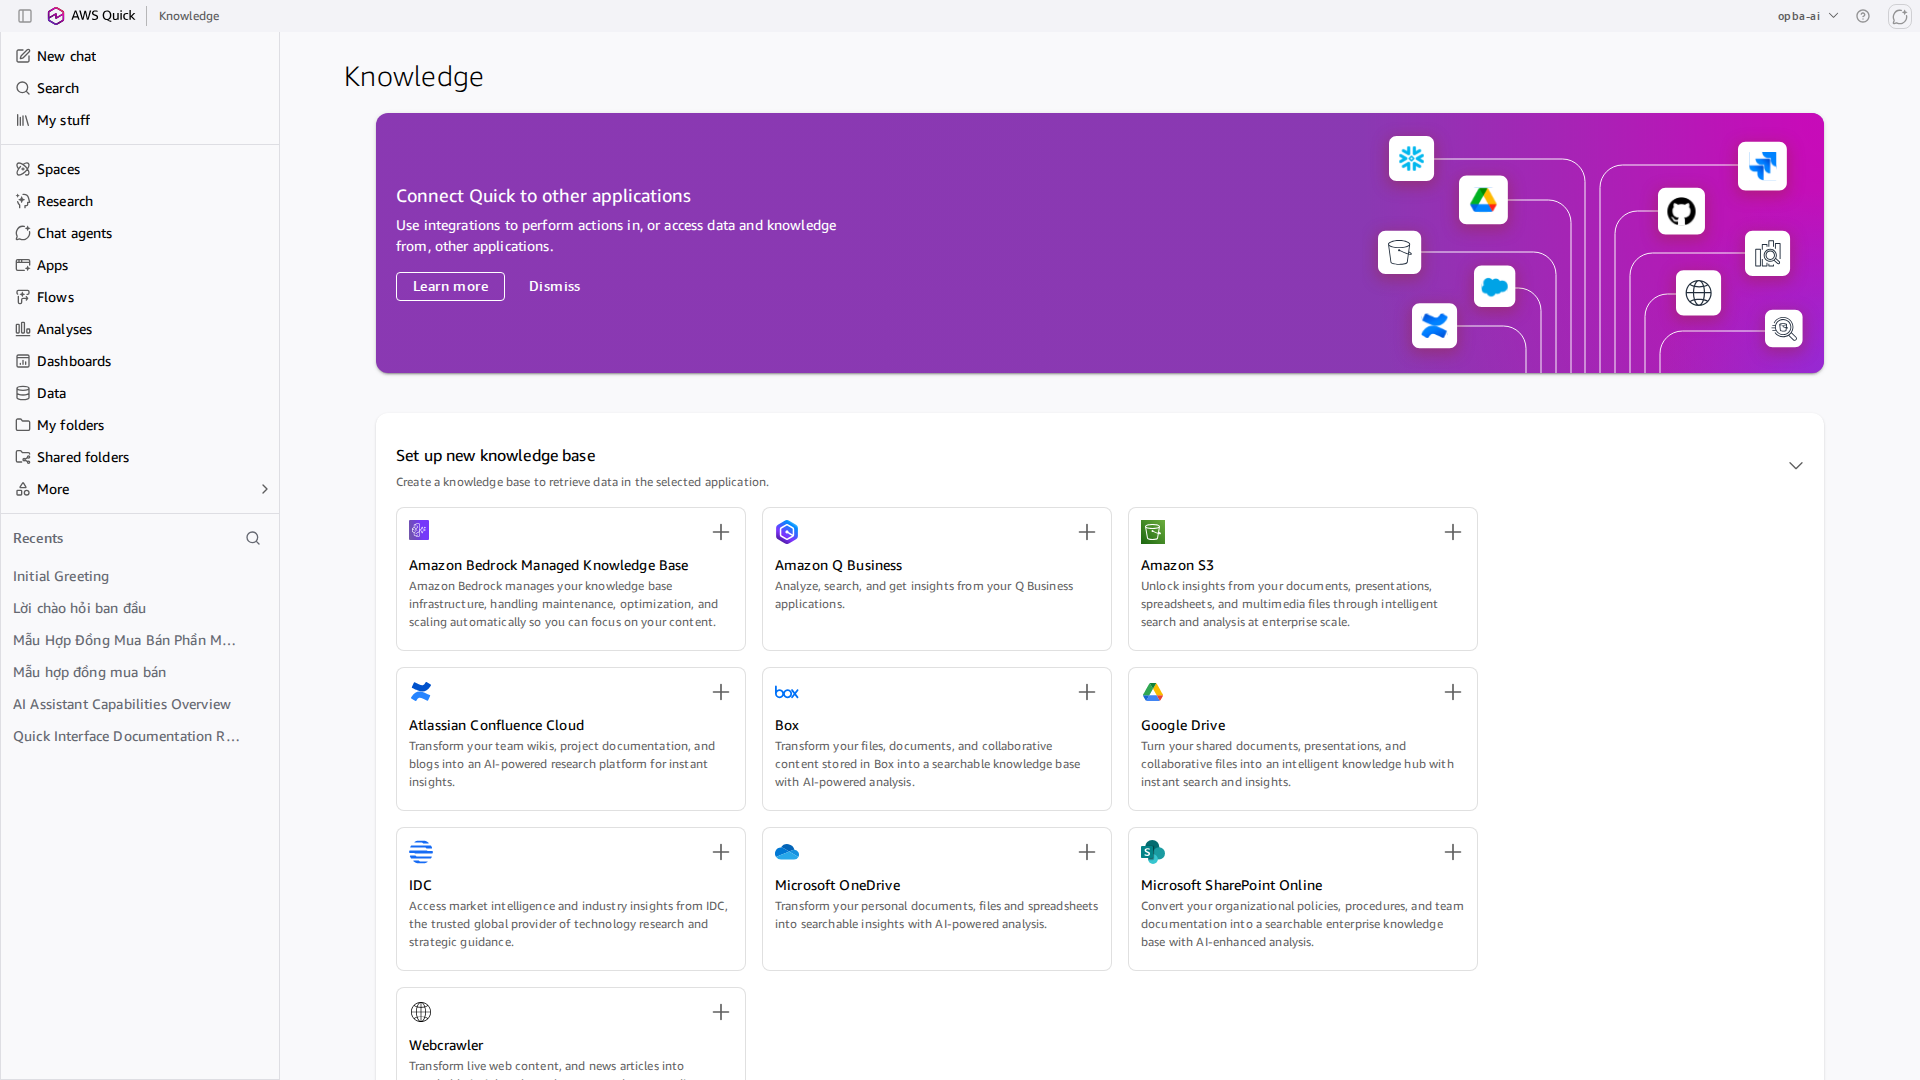 AWS Quick
Knowledge
opba-ai
New chat
Search
My stuff
Spaces
Research
Chat agents
Apps
Flows
Analyses
Dashboards
Data
My folders
Shared folders
More
Recents
Initial Greeting
Lời chào hỏi ban đầu
Mẫu Hợp Đồng Mua Bán Phần M...
Mẫu hợp đồng mua bán
AI Assistant Capabilities Overview
Quick Interface Documentation R...
Knowledge
Connect Quick to other applications
Use integrations to perform actions in, or access data and knowledge
from, other applications.
Learn more
Dismiss
Set up new knowledge base
Create a knowledge base to retrieve data in the selected application.
Amazon Bedrock Managed Knowledge Base
Amazon Bedrock manages your knowledge base
infrastructure, handling maintenance, optimization, and
scaling automatically so you can focus on your content.
Amazon Q Business
Analyze, search, and get insights from your Q Business
applications.
Amazon S3
Unlock insights from your documents, presentations,
spreadsheets, and multimedia files through intelligent
search and analysis at enterprise scale.
Atlassian Confluence Cloud
Transform your team wikis, project documentation, and
blogs into an AI-powered research platform for instant
insights.
box
Box
Transform your files, documents, and collaborative
content stored in Box into a searchable knowledge base
with AI-powered analysis.
Google Drive
Turn your shared documents, presentations, and
collaborative files into an intelligent knowledge hub with
instant search and insights.
IDC
Access market intelligence and industry insights from IDC,
the trusted global provider of technology research and
strategic guidance.
Microsoft OneDrive
Transform your personal documents, files and spreadsheets
into searchable insights with AI-powered analysis.
S
Microsoft SharePoint Online
Convert your organizational policies, procedures, and team
documentation into a searchable enterprise knowledge
base with AI-enhanced analysis.
Webcrawler
Transform live web content, and news articles into